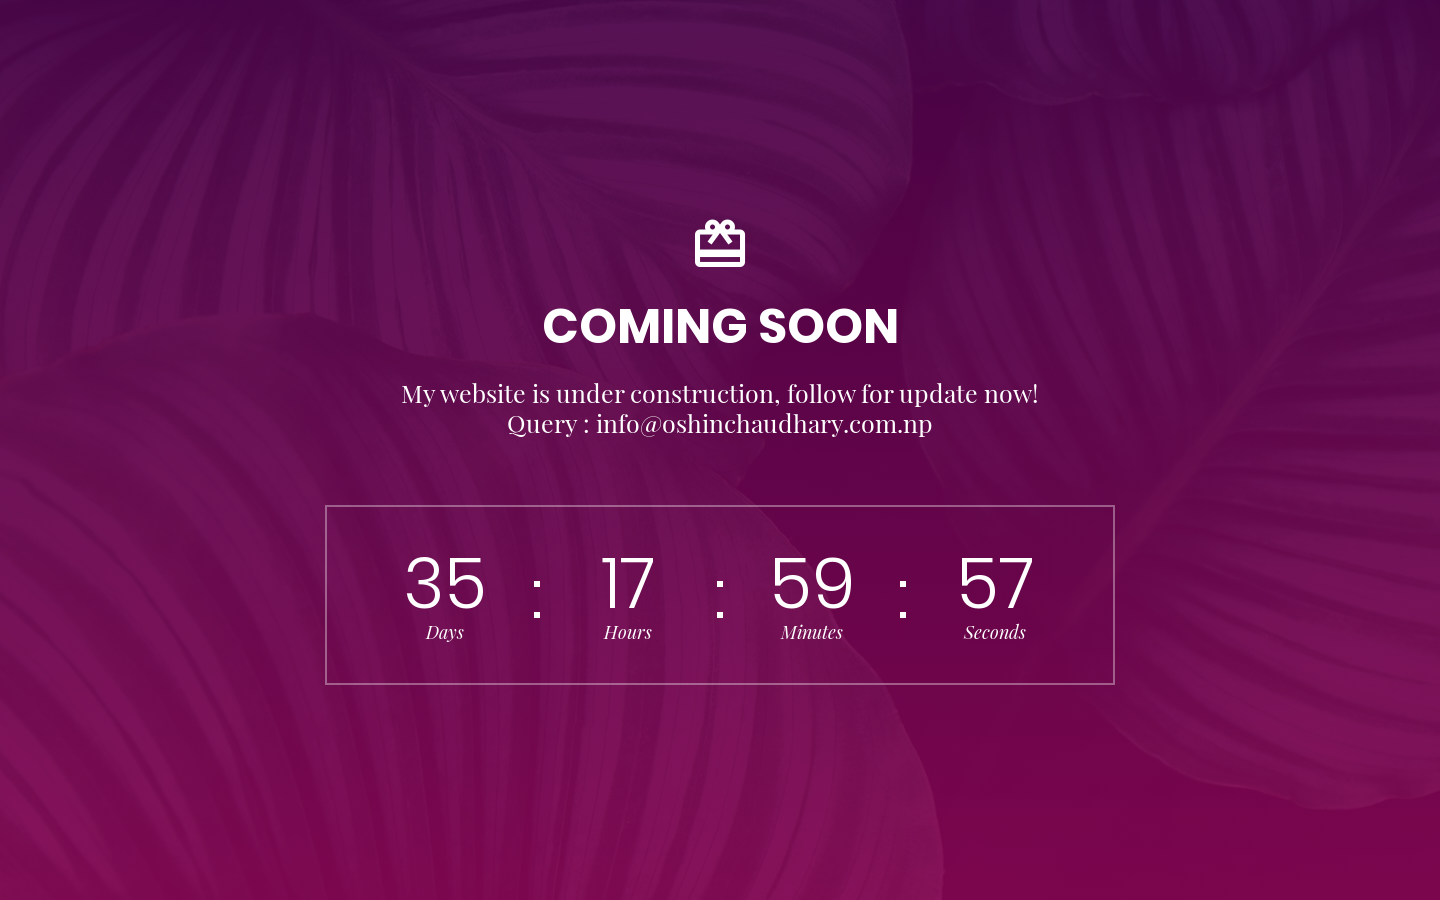 COMING SOON
My website is under construction, follow for update now!
Query : info@oshinchaudhary.com.np
35 : 17 : 59 : 57
Days Hours Minutes Seconds